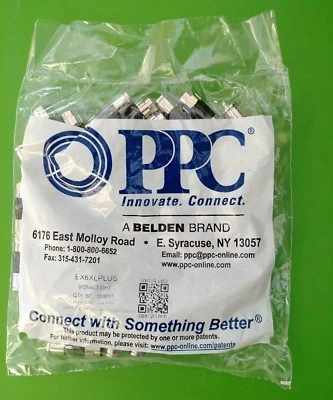 PPC®
Innovate. Connect.
A BELDEN BRAND
6176 East Molloy Road • E. Syracuse, NY 13057
Phone: 1-800-800-6652 Email: ppc@ppc-online.com
Fax: 315-431-7201 www.ppc-online.com
EX6XLPLUS
SIGNALTIGHT
Connect with Something Better®
This product may be protected by one or more patents.
For further information, please visit: www.ppc-online.com/patents